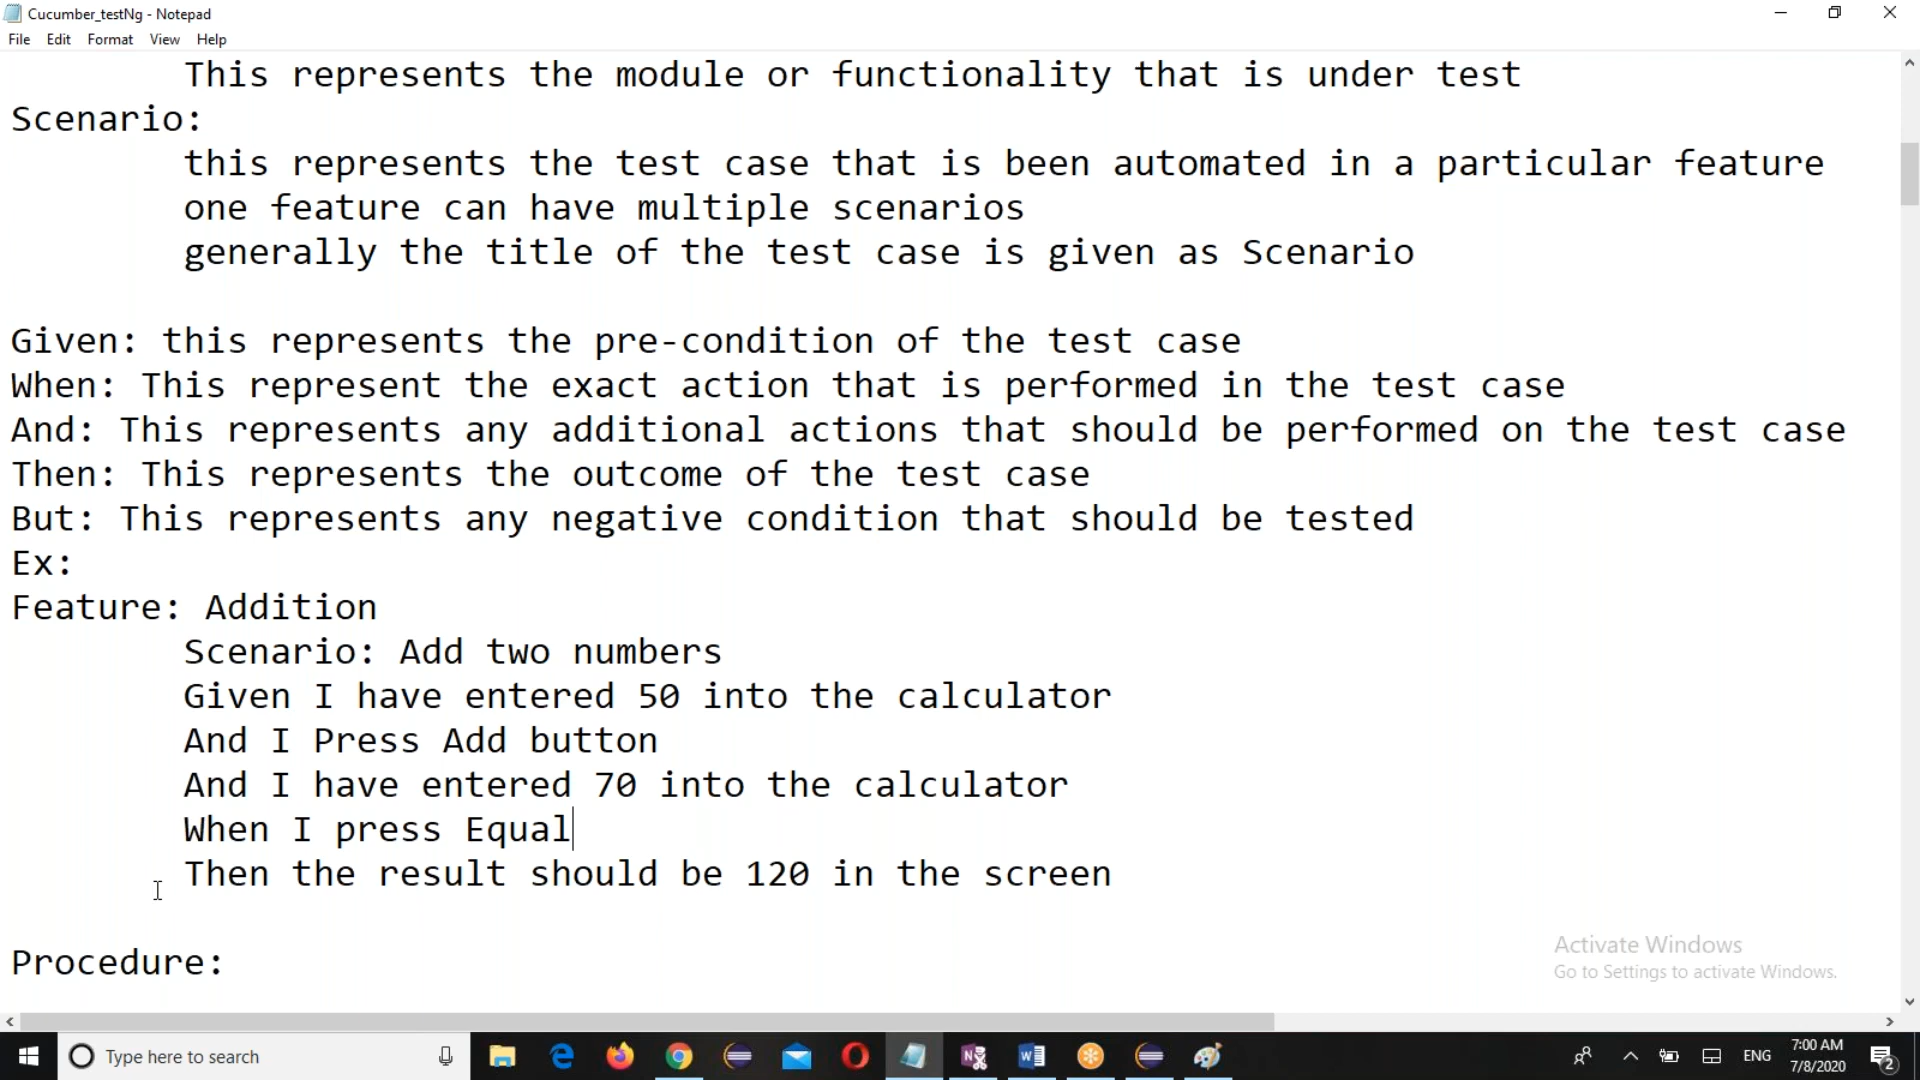 Cucumber_testNg - Notepad
File Edit Format View Help
This represents the module or functionality that is under test
Scenario:
this represents the test case that is been automated in a particular feature
one feature can have multiple scenarios
generally the title of the test case is given as Scenario
Given: this represents the pre-condition of the test case
When: This represent the exact action that is performed in the test case
And: This represents any additional actions that should be performed on the test case
Then: This represents the outcome of the test case
But: This represents any negative condition that should be tested
Ex:
Feature: Addition
Scenario: Add two numbers
Given I have entered 50 into the calculator
And I Press Add button
And I have entered 70 into the calculator
When I press Equal
Then the result should be 120 in the screen
Procedure:
Activate Windows
Go to Settings to activate Windows.
Type here to search
ENG
7:00 AM
7/8/2020
2